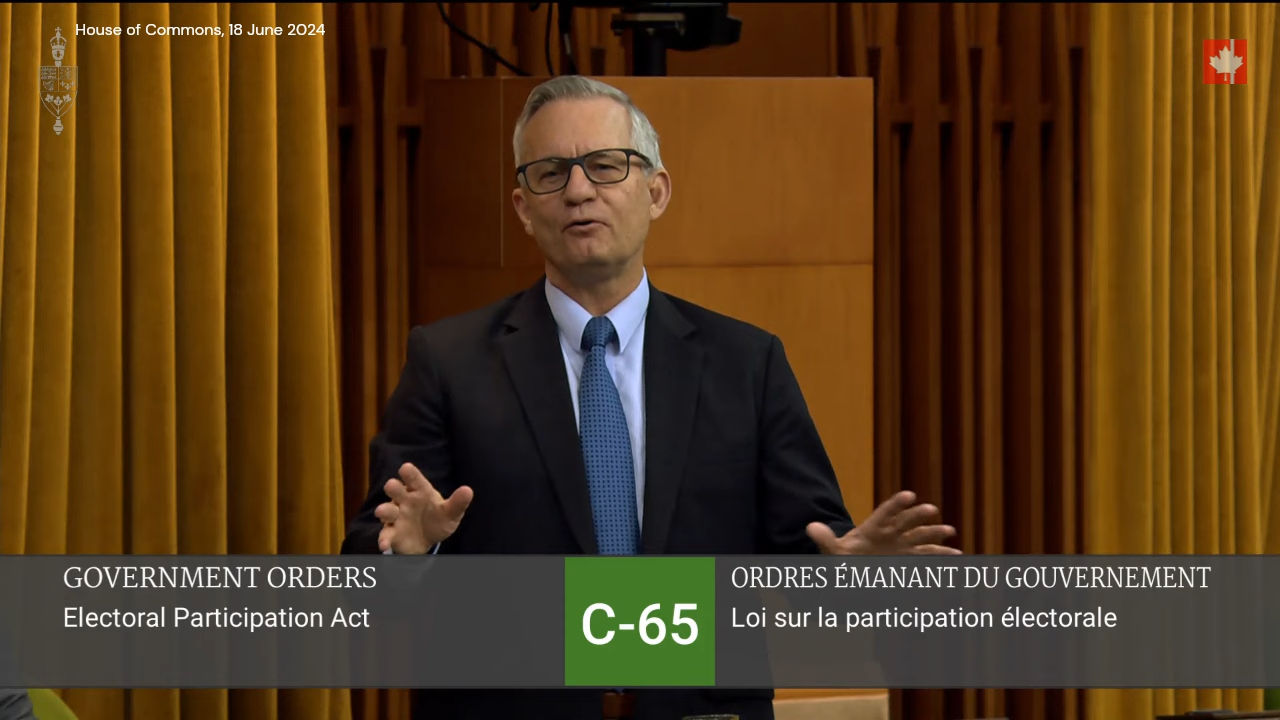 House of Commons, 18 June 2024
GOVERNMENT ORDERS
Electoral Participation Act
C-65
ORDRES ÉMANANT DU GOUVERNEMENT
Loi sur la participation électorale